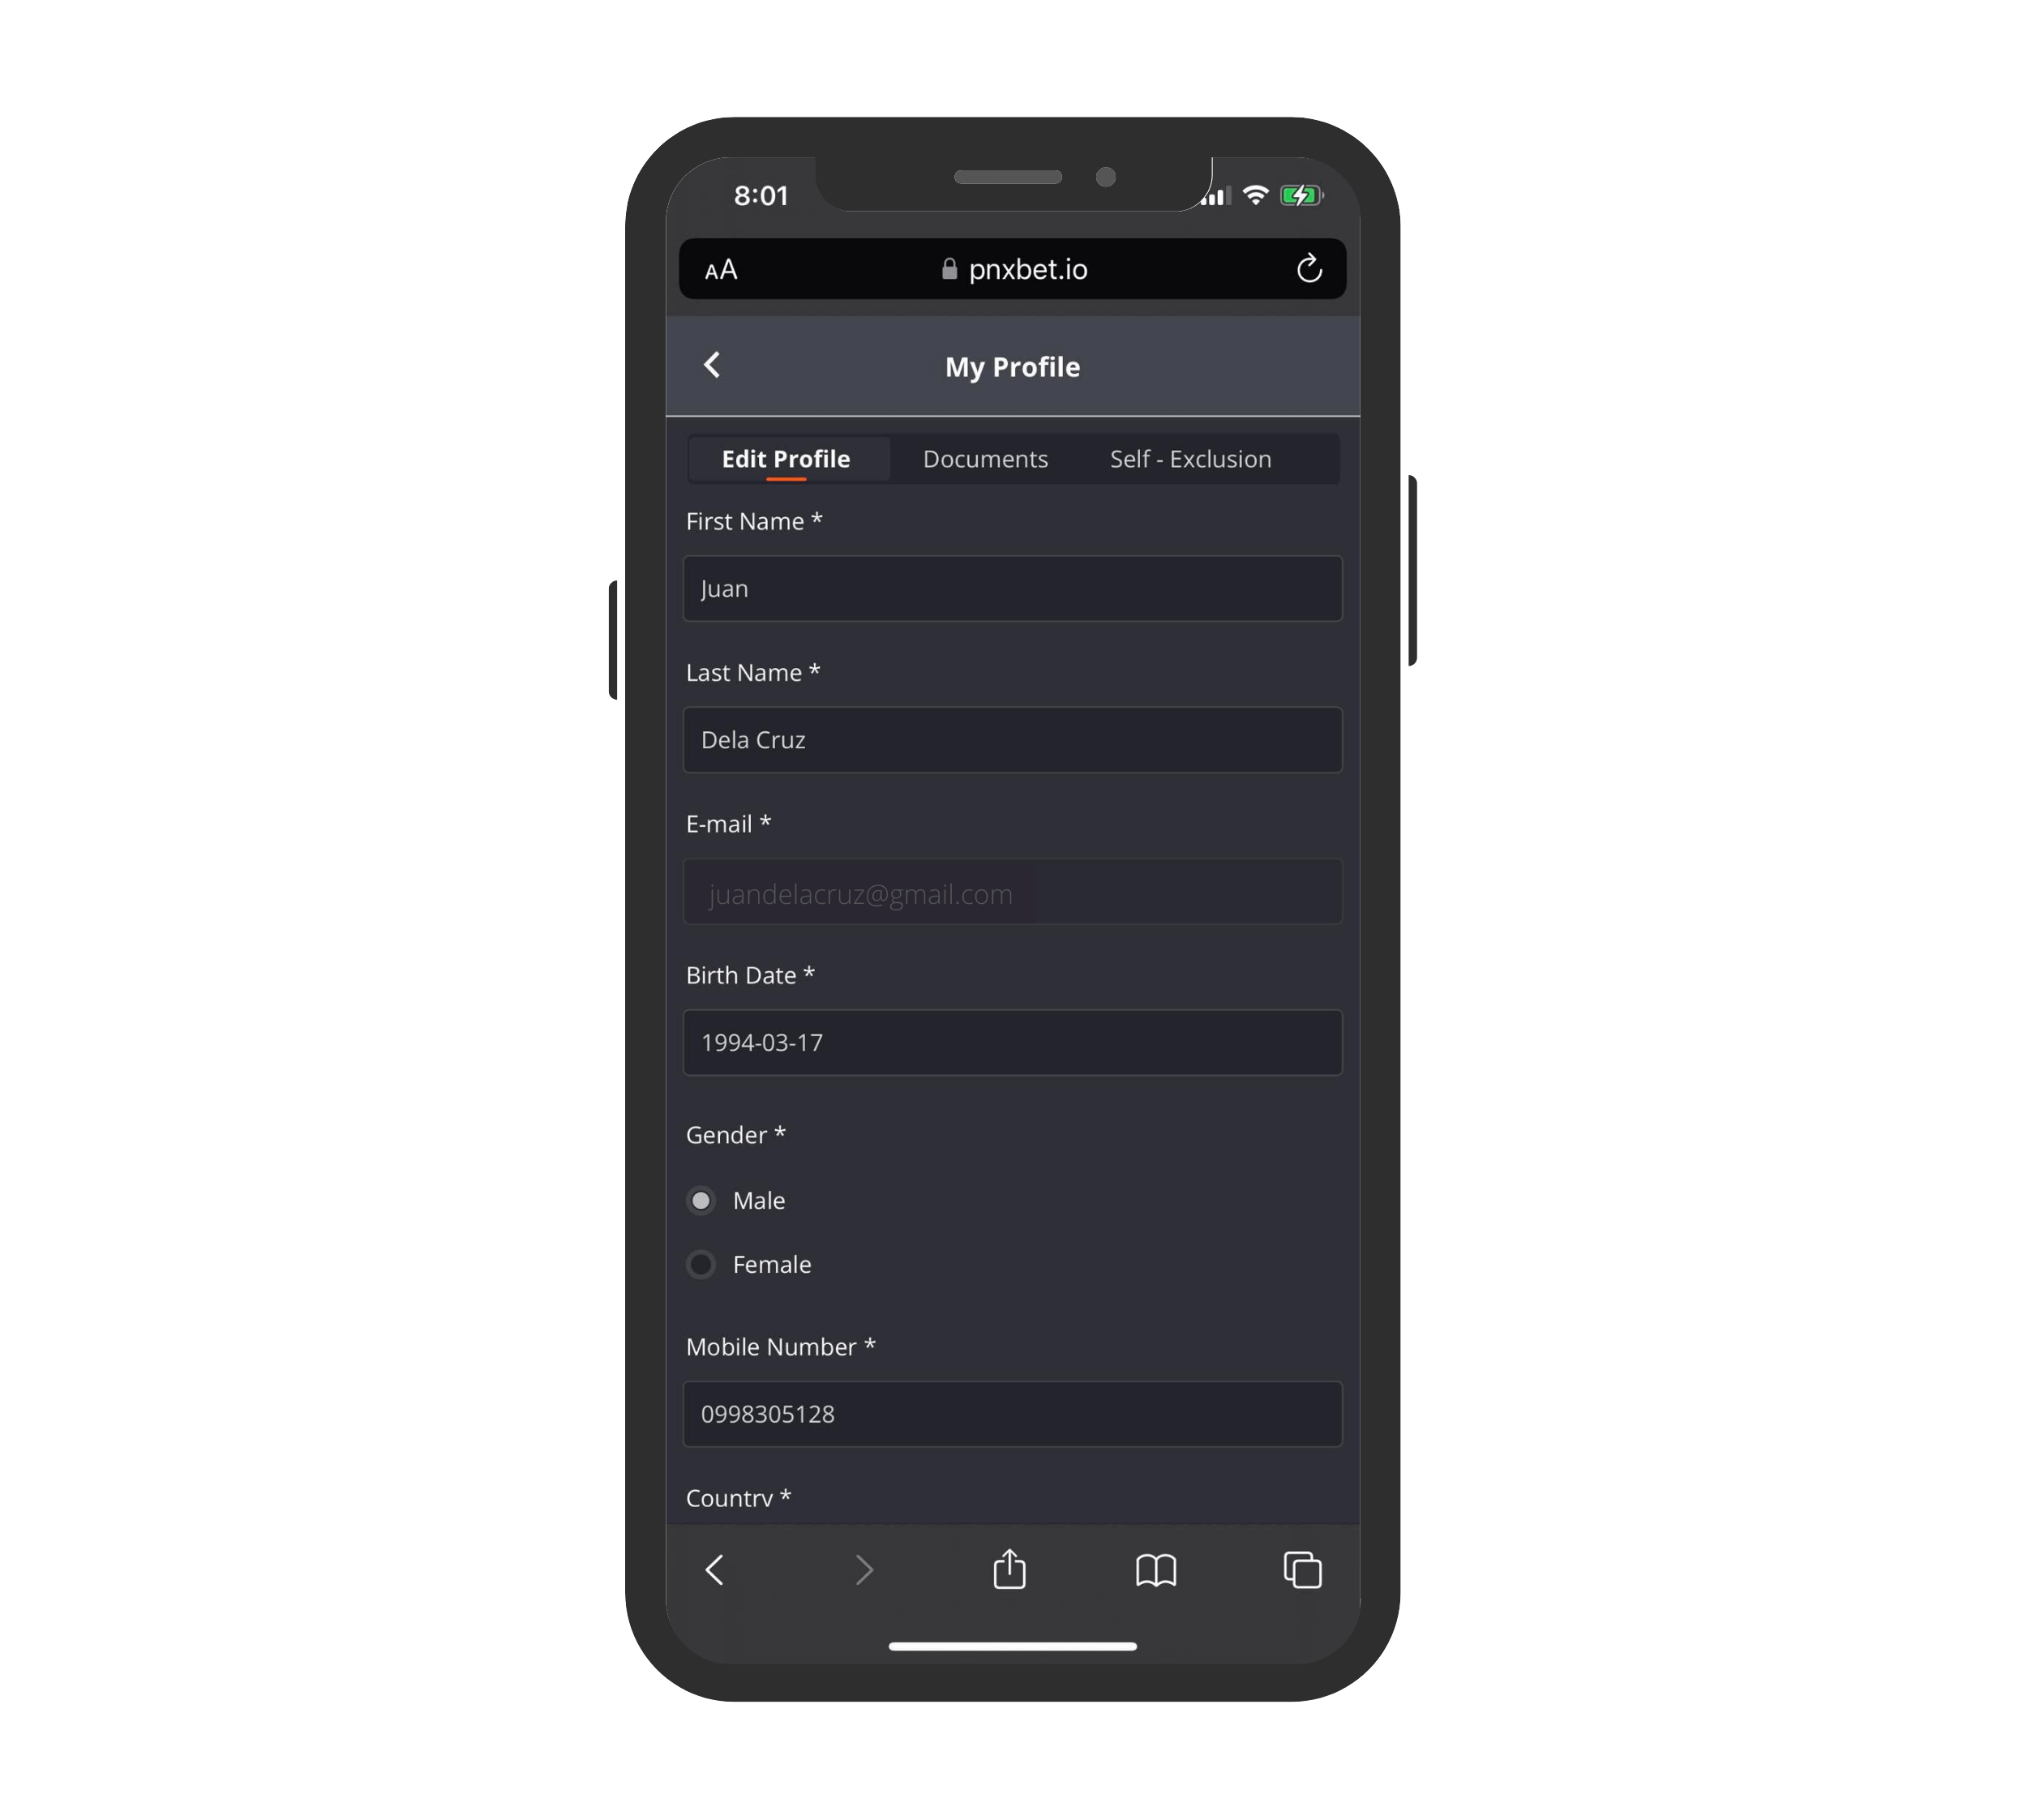 8:01
AA
pnxbet.io
My Profile
Edit Profile Documents Self - Exclusion
First Name *
Juan
Last Name *
Dela Cruz
E-mail *
juandelacruz@gmail.com
Birth Date *
1994-03-17
Gender *
Male
Female
Mobile Number *
0998305128
Country *